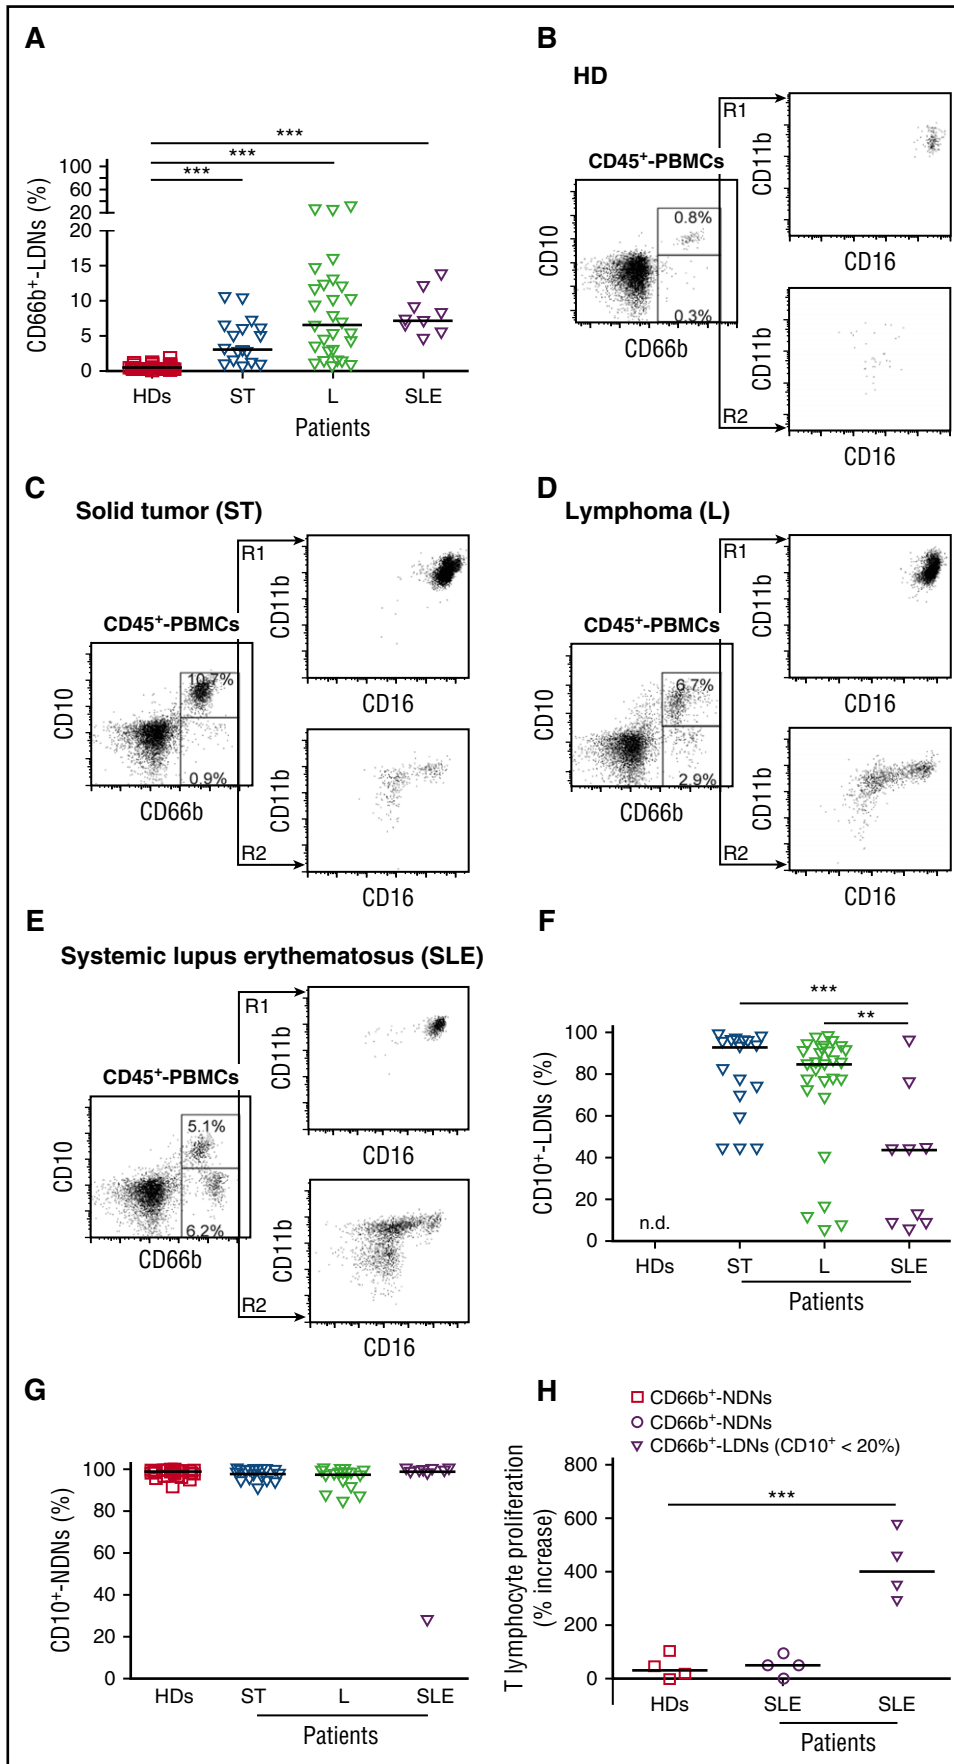 A
***
***
***
CD66b+-LDNs (%)
100
60
20
20
15
10
5
0
HDs ST L SLE
Patients
B
HD
CD45+-PBMCs
CD10
0.8%
0.3%
CD66b
R1
CD11b
CD16
R2
CD11b
CD16
C
Solid tumor (ST)
CD45+-PBMCs
CD10
10.7%
0.9%
CD66b
R1
CD11b
CD16
R2
CD11b
CD16
D
Lymphoma (L)
CD45+-PBMCs
CD10
6.7%
2.9%
CD66b
R1
CD11b
CD16
R2
CD11b
CD16
E
Systemic lupus erythematosus (SLE)
CD45+-PBMCs
CD10
5.1%
6.2%
CD66b
R1
CD11b
CD16
R2
CD11b
CD16
F
***
**
CD10+-LDNs (%)
100
80
60
40
20
0
n.d.
HDs ST L SLE
Patients
G
CD10+-NDNs (%)
100
80
60
40
20
0
HDs ST L SLE
Patients
H
CD66b+-NDNs
CD66b+-NDNs
CD66b+-LDNs (CD10+ < 20%)
T lymphocyte proliferation
(% increase)
800
600
400
200
0
***
HDs SLE SLE
Patients